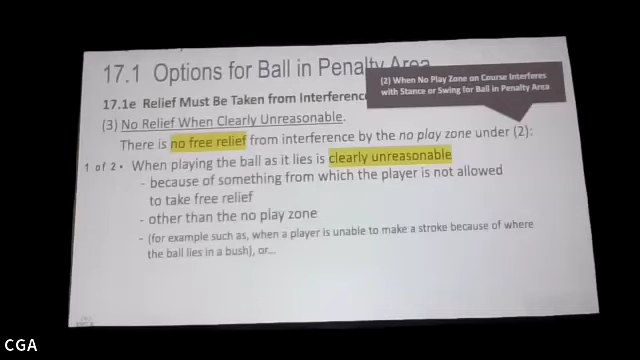 17.1 Options for Ball in Penalty Area
(2) When No Play Zone on Course Interferes
with Stance or Swing for Ball in Penalty Area
17.1e Relief Must Be Taken from Interference
(3) No Relief When Clearly Unreasonable.
There is no free relief from interference by the no play zone under (2):
1 of 2 • When playing the ball as it lies is clearly unreasonable
- because of something from which the player is not allowed
to take free relief
- other than the no play zone
- (for example such as, when a player is unable to make a stroke because of where
the ball lies in a bush), or...
CGA